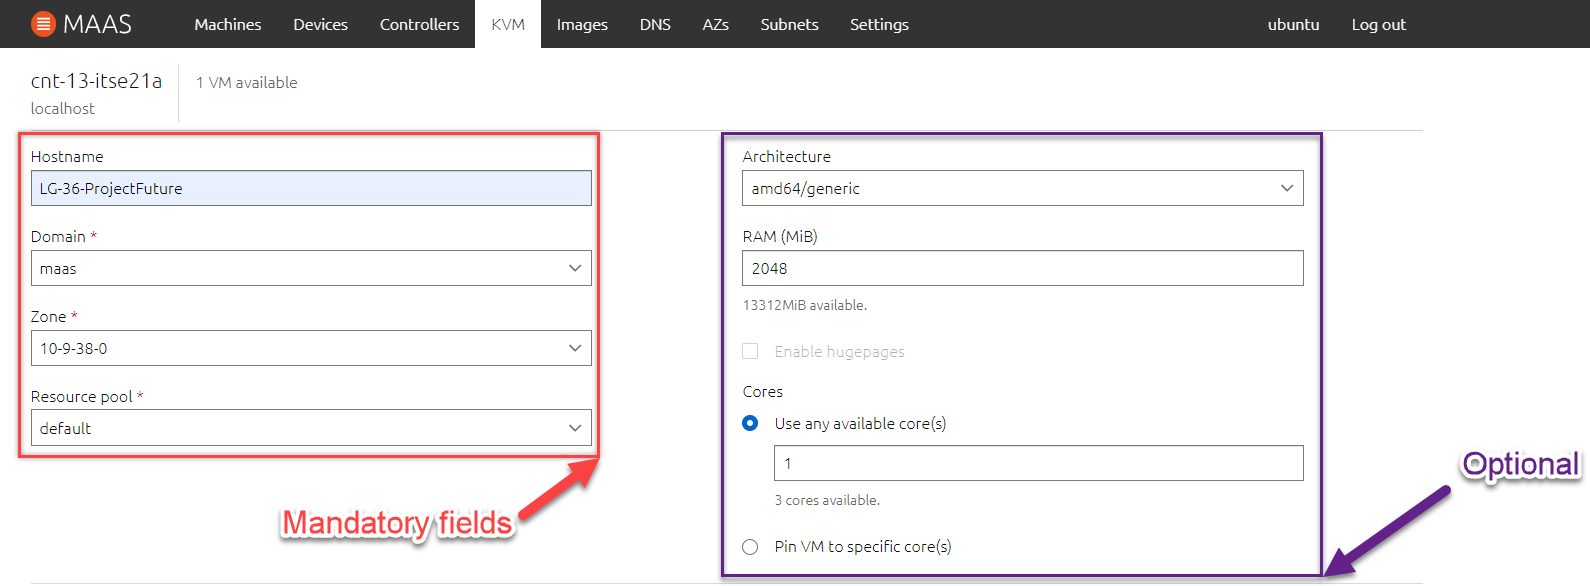 MAAS Machines Devices Controllers KVM Images DNS AZs Subnets Settings ubuntu Log out
cnt-13-itse21a
localhost
1 VM available
Hostname
LG-36-ProjectFuture
Domain *
maas
Zone *
10-9-38-0
Resource pool *
default
Mandatory fields
Architecture
amd64/generic
RAM (MiB)
2048
13312MiB available.
Enable hugepages
Cores
Use any available core(s)
1
3 cores available.
Pin VM to specific core(s)
Optional